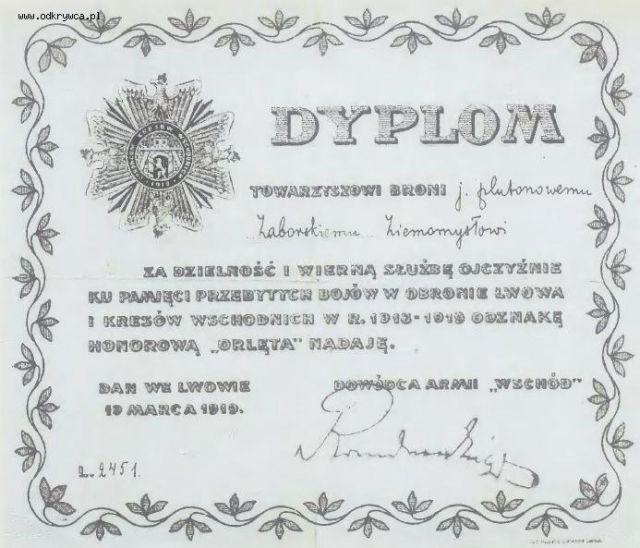 www.odkrywca.pl
DYPLOM
TOWARZYSZOWI BRONI j. plutonowemu
Zaborskiemu Ziemomysłowi
ZA DZIELNOŚĆ I WIERNĄ SŁUŻBĘ OJCZYŹNIE
KU PAMIĘCI PRZEBYTYCH BOJÓW W OBRONIE LWOWA
I KRESÓW WSCHODNICH W R. 1918-1919 ODZNAKĘ
HONOROWĄ „ORLĘTA" NADAJĘ.
DAN WE LWOWIE
19 MARCA 1919.
DOWÓDCA ARMII „WSCHÓD"
L. 2451.